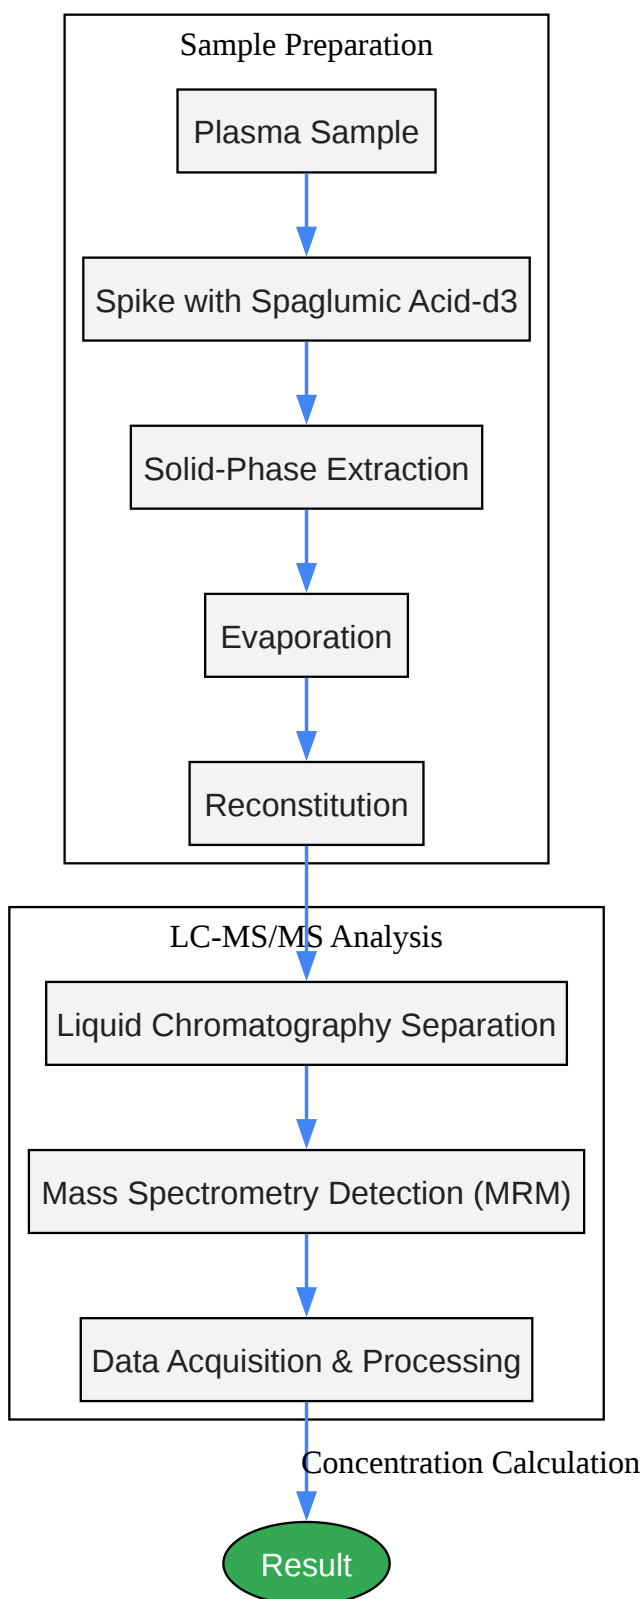 Sample Preparation
Plasma Sample
Spike with Spaglumic Acid-d3
Solid-Phase Extraction
Evaporation
Reconstitution
LC-MS/MS Analysis
Liquid Chromatography Separation
Mass Spectrometry Detection (MRM)
Data Acquisition & Processing
Concentration Calculation
Result